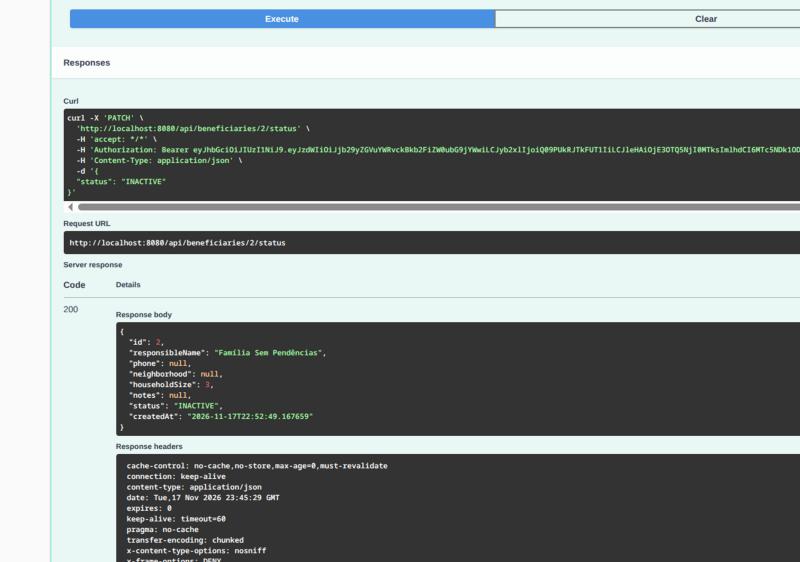 Execute
Clear
Responses
Curl
curl -X 'PATCH' \
'http://localhost:8080/api/beneficiaries/2/status' \
-H 'accept: */*' \
-H 'Authorization: Bearer
-H 'Content-Type: application/json' \
-d '{
"status": "INACTIVE"
}'
Request URL
http://localhost:8080/api/beneficiaries/2/status
Server response
Code
Details
200
Response body
{
"id": 2,
"responsibleName": "Família Sem Pendências",
"phone": null,
"neighborhood": null,
"householdSize": 3,
"notes": null,
"status": "INACTIVE",
"createdAt": "2026-11-17T22:52:49.167659"
}
Response headers
cache-control: no-cache,no-store,max-age=0,must-revalidate
connection: keep-alive
content-type: application/json
date: Tue,17 Nov 2026 23:45:29 GMT
expires: 0
keep-alive: timeout=60
pragma: no-cache
transfer-encoding: chunked
x-content-type-options: nosniff
x-frame-options: DENY